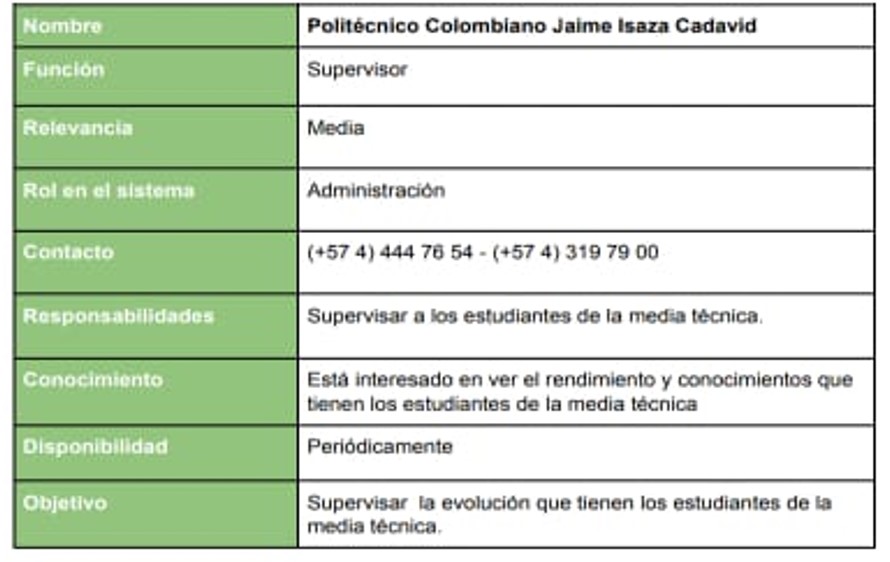 Nombre Politécnico Colombiano Jaime Isaza Cadavid
Función Supervisor
Relevancia Media
Rol en el sistema Administración
Contacto (+57 4) 444 76 54 - (+57 4) 319 79 00
Responsabilidades Supervisar a los estudiantes de la media técnica.
Conocimiento Está interesado en ver el rendimiento y conocimientos que
tienen los estudiantes de la media técnica
Disponibilidad Periódicamente
Objetivo Supervisar la evolución que tienen los estudiantes de la
media técnica.